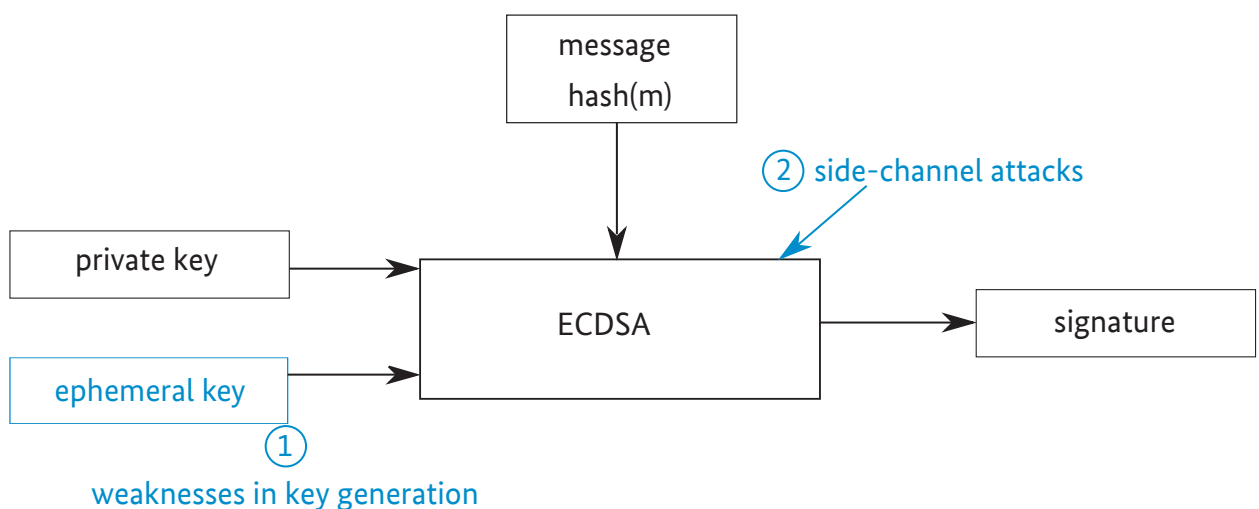 message
hash(m)
2 side-channel attacks
private key
ECDSA
signature
ephemeral key
1
weaknesses in key generation